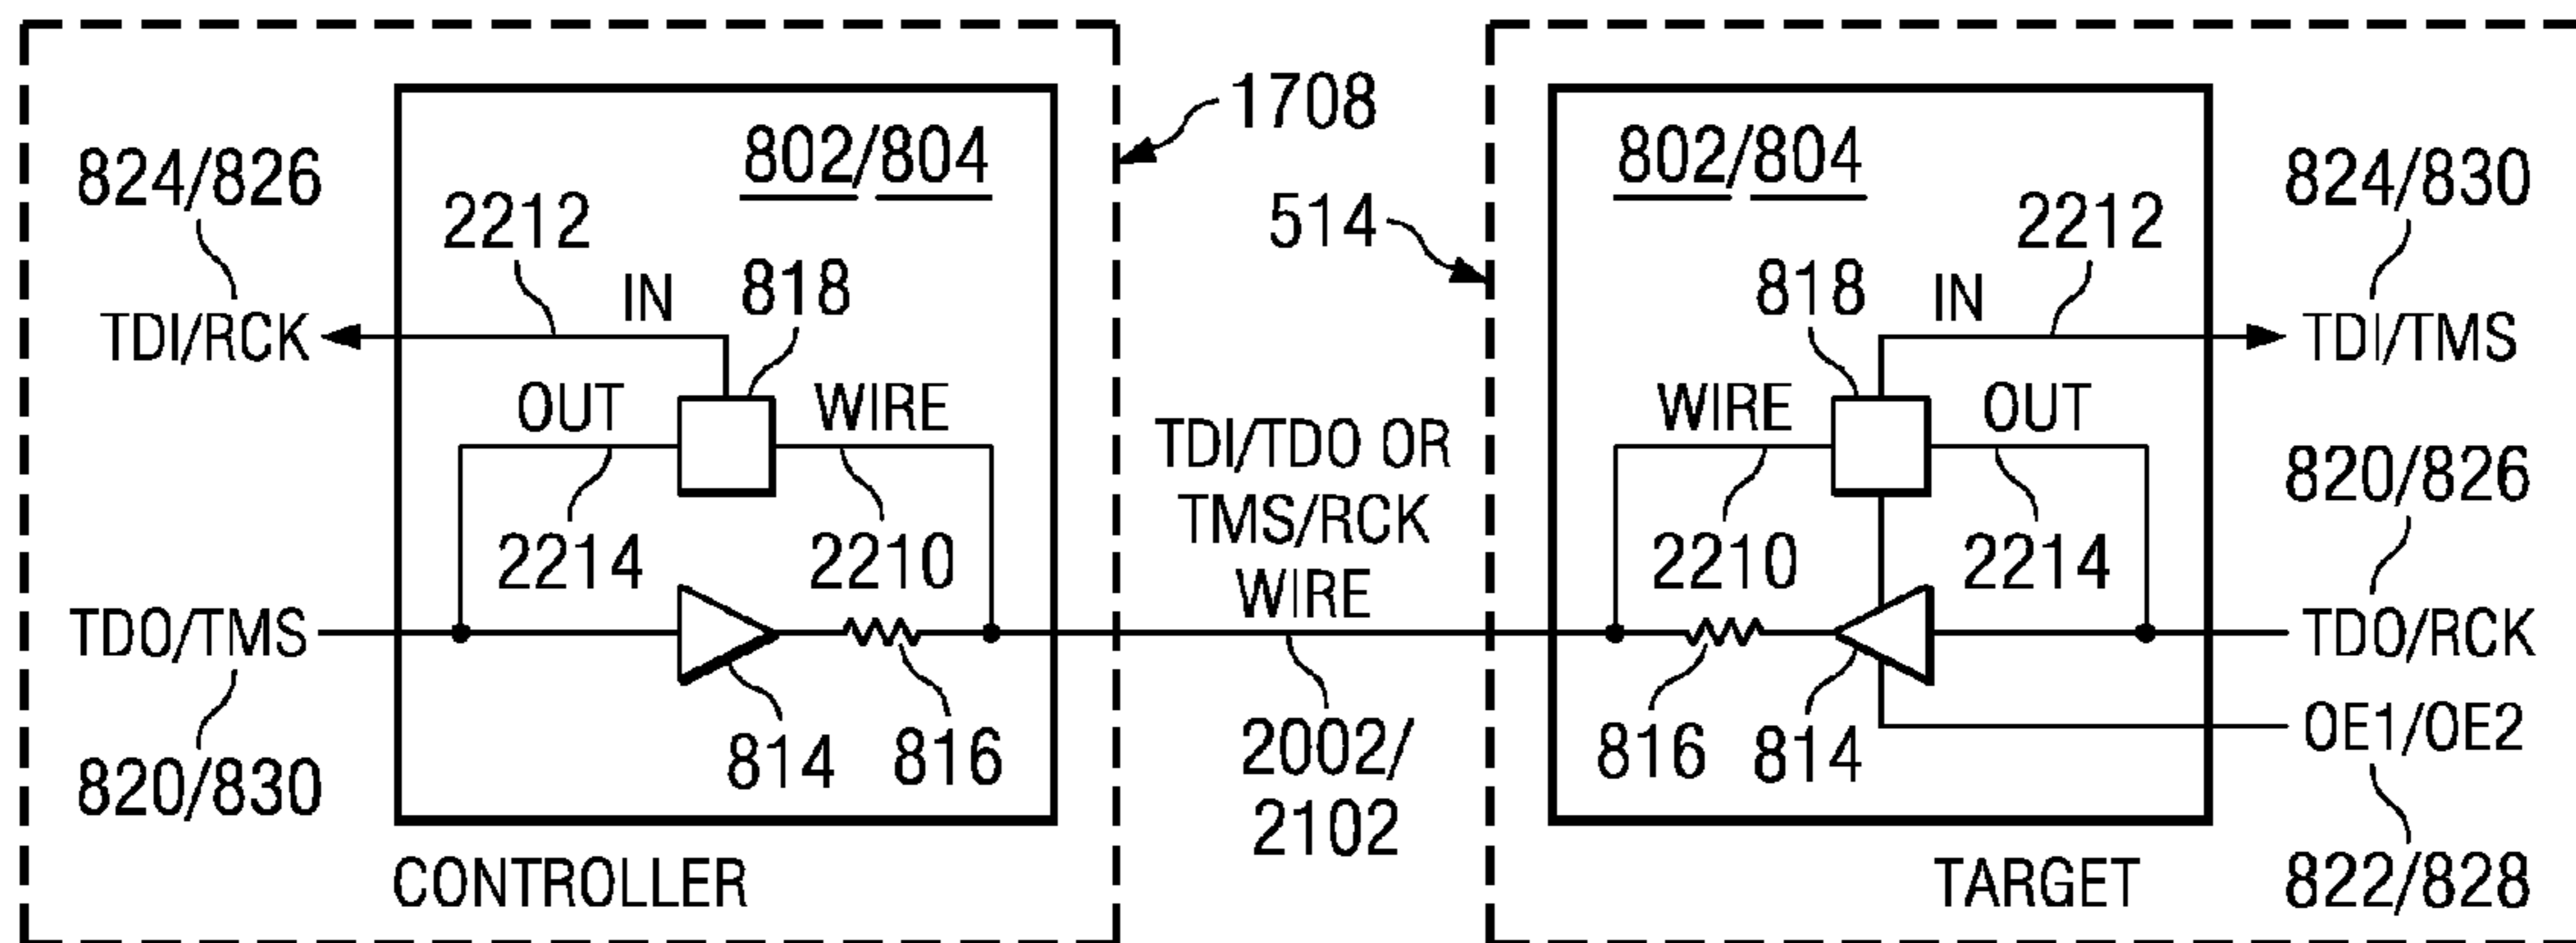 1708
802/804
802/804
824/826
824/830
2212
514
2212
IN
818
818
IN
TDI/RCK
TDI/TMS
OUT
WIRE
WIRE
OUT
TDI/TDO OR
TMS/RCK
WIRE
820/826
2214
2210
2210
2214
TDO/TMS
TDO/RCK
OE1/OE2
820/830
814
816
2002/
2102
816
814
CONTROLLER
TARGET
822/828